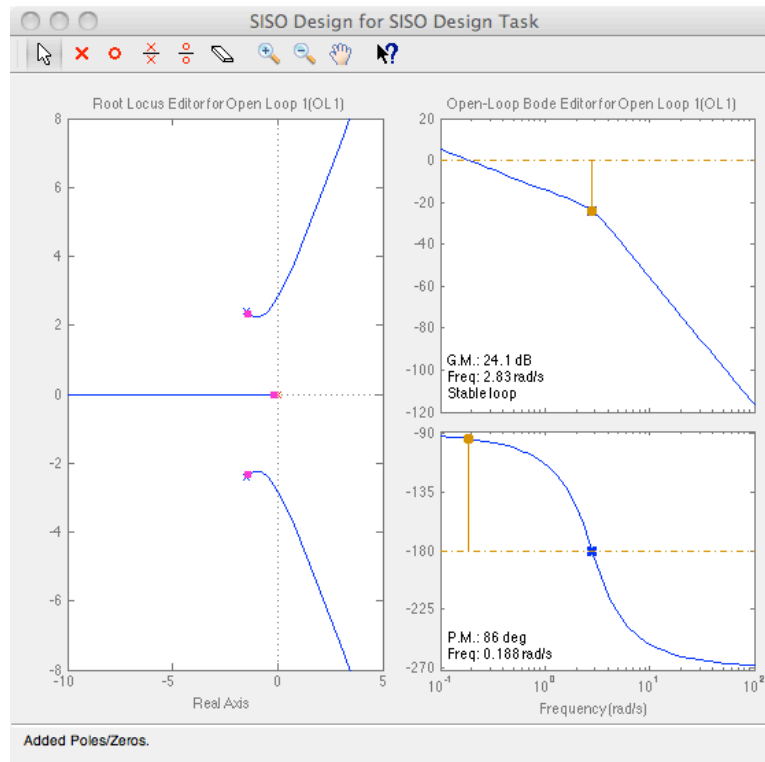 SISO Design for SISO Design Task
Root Locus Editor for Open Loop 1(OL1)
8
6
4
2
0
-2
-4
-6
-8
-10
-5
0
5
Real Axis
Open-Loop Bode Editor for Open Loop 1(OL1)
20
0
-20
-40
-60
-80
-100
-120
G.M.: 24.1 dB
Freq: 2.83 rad/s
Stable loop
-90
-135
-180
-225
-270
P.M.: 86 deg
Freq: 0.188 rad/s
10^-1
10^0
10^1
10^2
Frequency (rad/s)
Added Poles/Zeros.